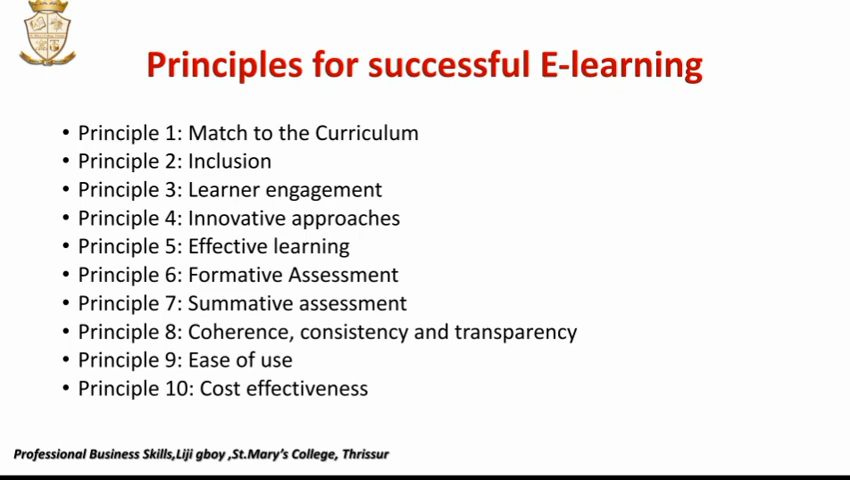 Principles for successful E-learning
• Principle 1: Match to the Curriculum
• Principle 2: Inclusion
• Principle 3: Learner engagement
• Principle 4: Innovative approaches
• Principle 5: Effective learning
• Principle 6: Formative Assessment
• Principle 7: Summative assessment
• Principle 8: Coherence, consistency and transparency
• Principle 9: Ease of use
• Principle 10: Cost effectiveness
Professional Business Skills,Liji gboy ,St.Mary's College, Thrissur